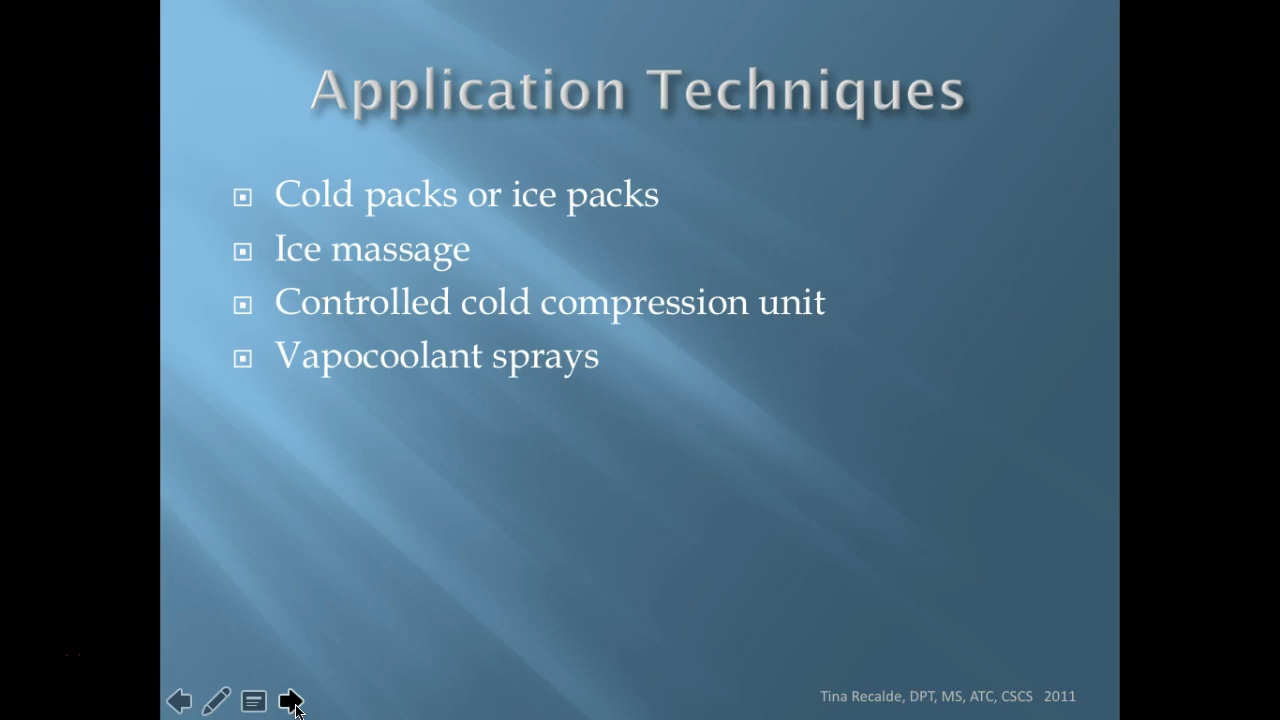 Application Techniques
Cold packs or ice packs
Ice massage
Controlled cold compression unit
Vapocoolant sprays
Tina Recalde, DPT, MS, ATC, CSCS 2011